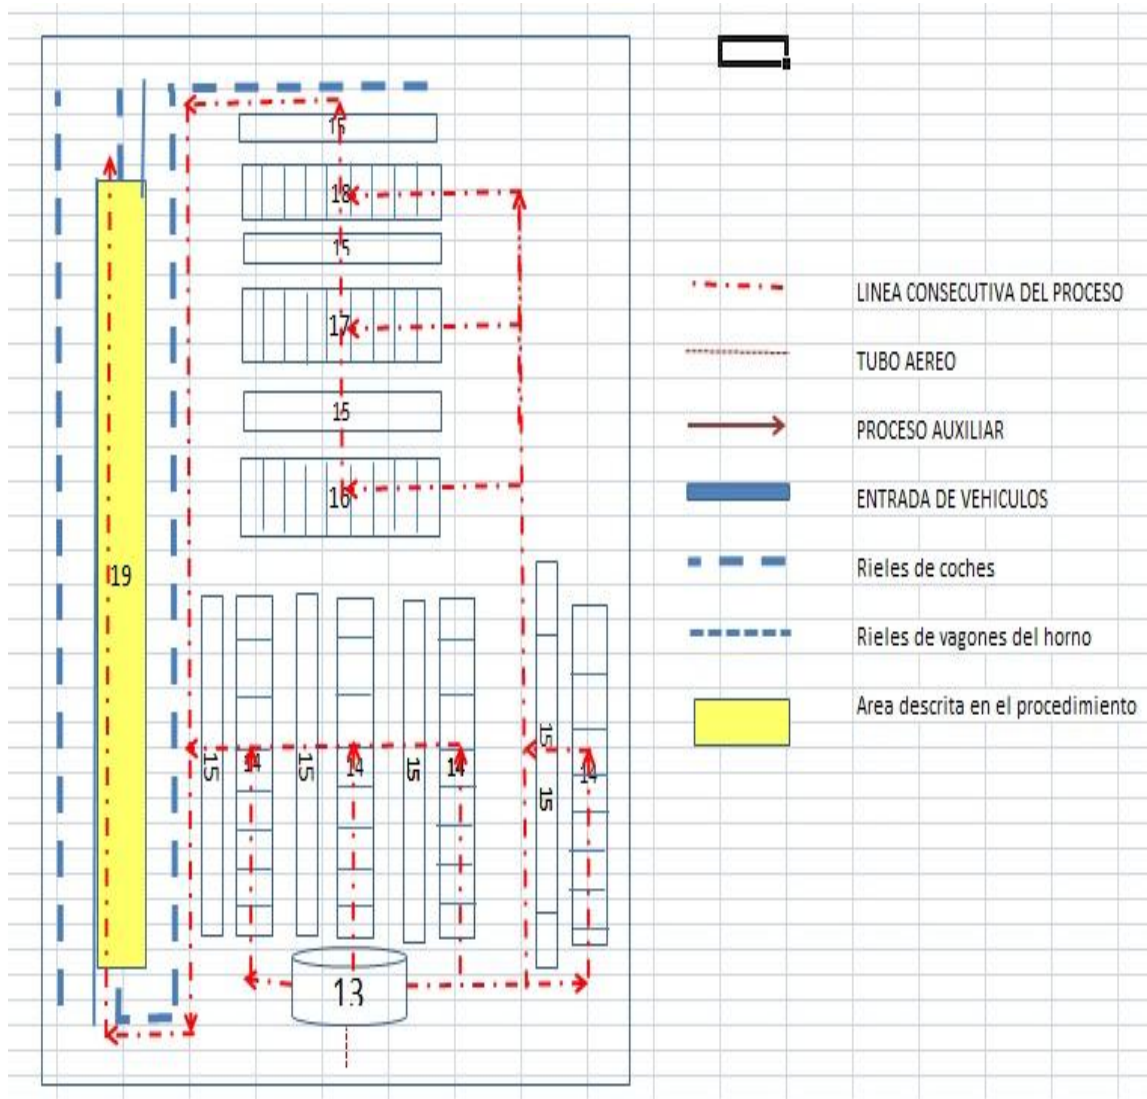 15
18
15
17
15
16
19
15
14
15
14
15
14
15
15
14
13
LINEA CONSECUTIVA DEL PROCESO
TUBO AEREO
PROCESO AUXILIAR
ENTRADA DE VEHICULOS
Rieles de coches
Rieles de vagones del horno
Area descrita en el procedimiento